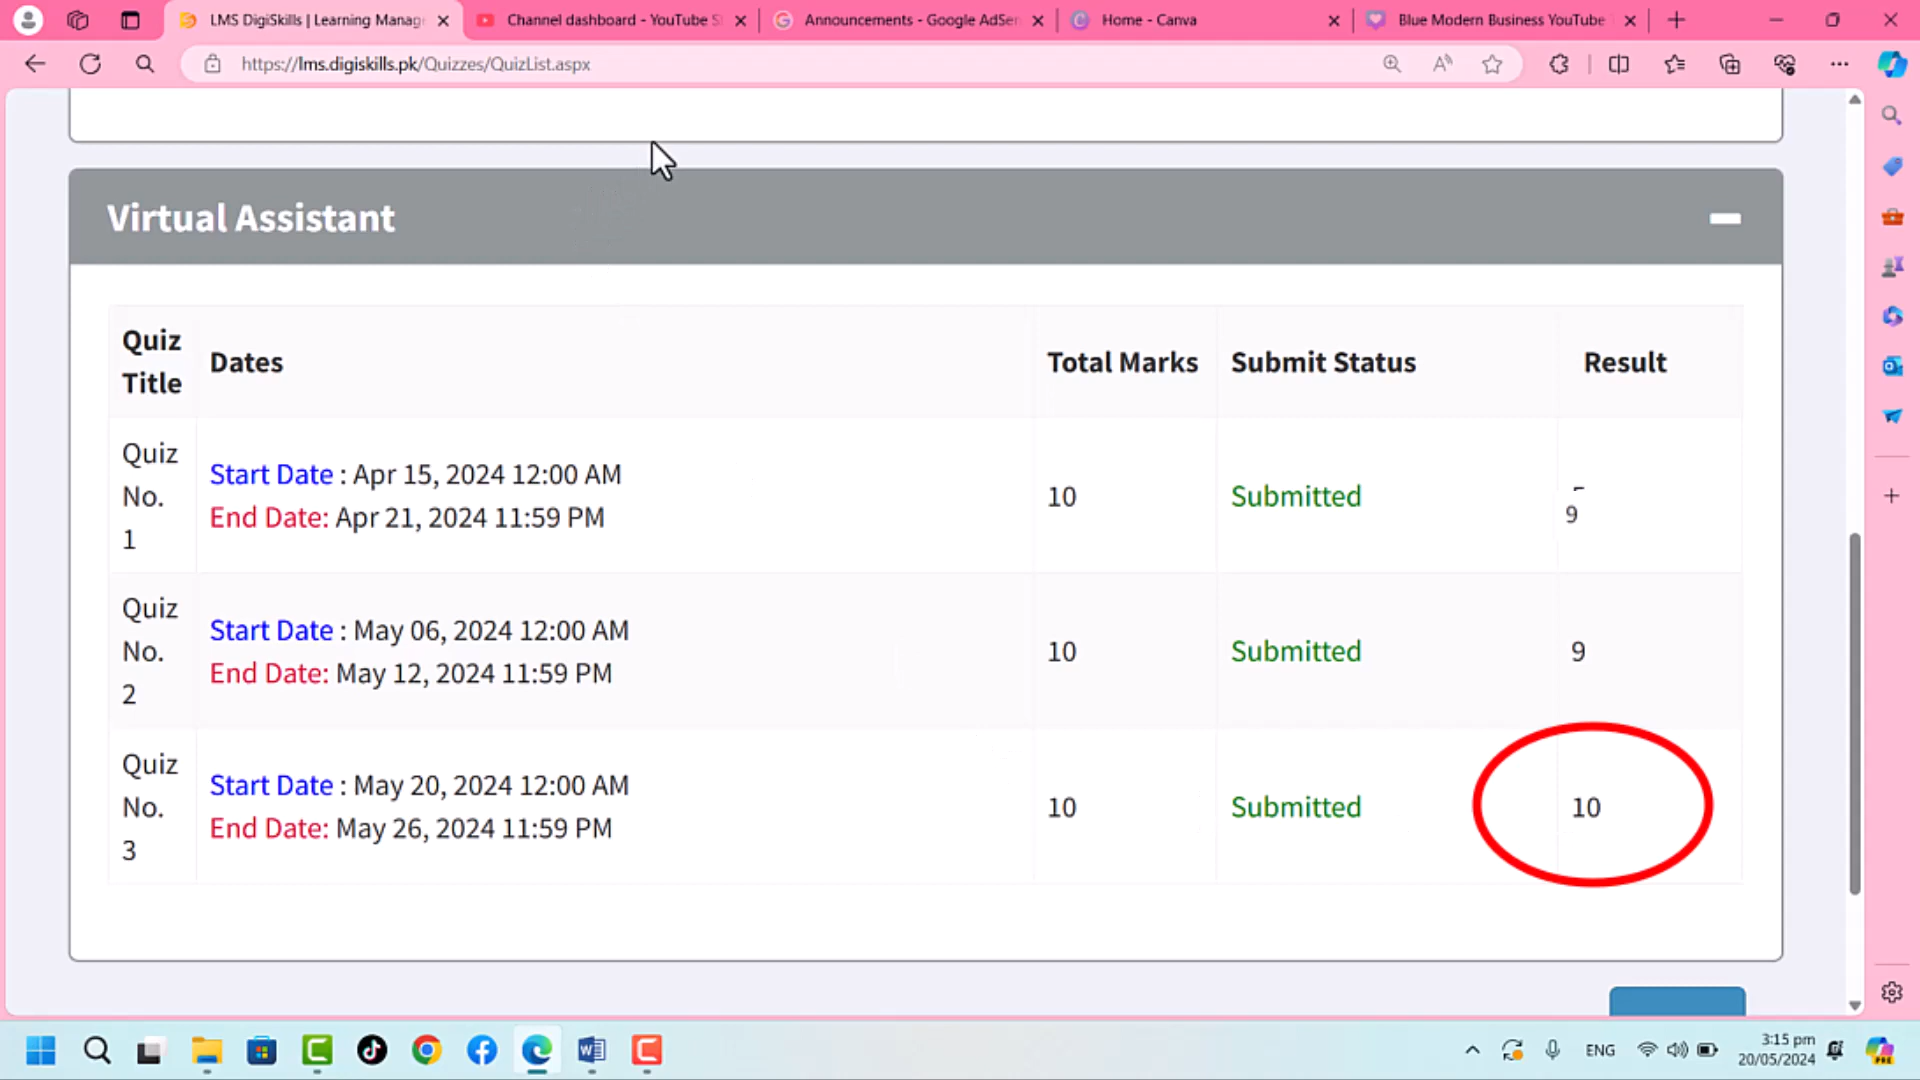 LMS DigiSkills | Learning Manag
Channel dashboard - YouTube S
Announcements - Google AdSen
Home - Canva
Blue Modern Business YouTube
https://lms.digiskills.pk/Quizzes/QuizList.aspx
Virtual Assistant
Quiz Title Dates Total Marks Submit Status Result
Quiz No. 1
Start Date : Apr 15, 2024 12:00 AM
End Date: Apr 21, 2024 11:59 PM
10
Submitted
9
Quiz No. 2
Start Date : May 06, 2024 12:00 AM
End Date: May 12, 2024 11:59 PM
10
Submitted
9
Quiz No. 3
Start Date : May 20, 2024 12:00 AM
End Date: May 26, 2024 11:59 PM
10
Submitted
10
ENG
3:15 pm
20/05/2024
PRE